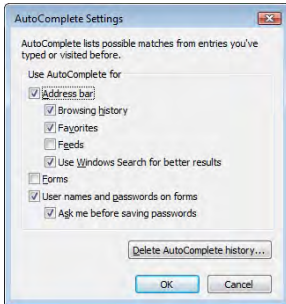 AutoComplete Settings
AutoComplete lists possible matches from entries you've
typed or visited before.
Use AutoComplete for
Address bar
Browsing history
Favorites
Feeds
Use Windows Search for better results
Forms
User names and passwords on forms
Ask me before saving passwords
Delete AutoComplete history...
OK Cancel